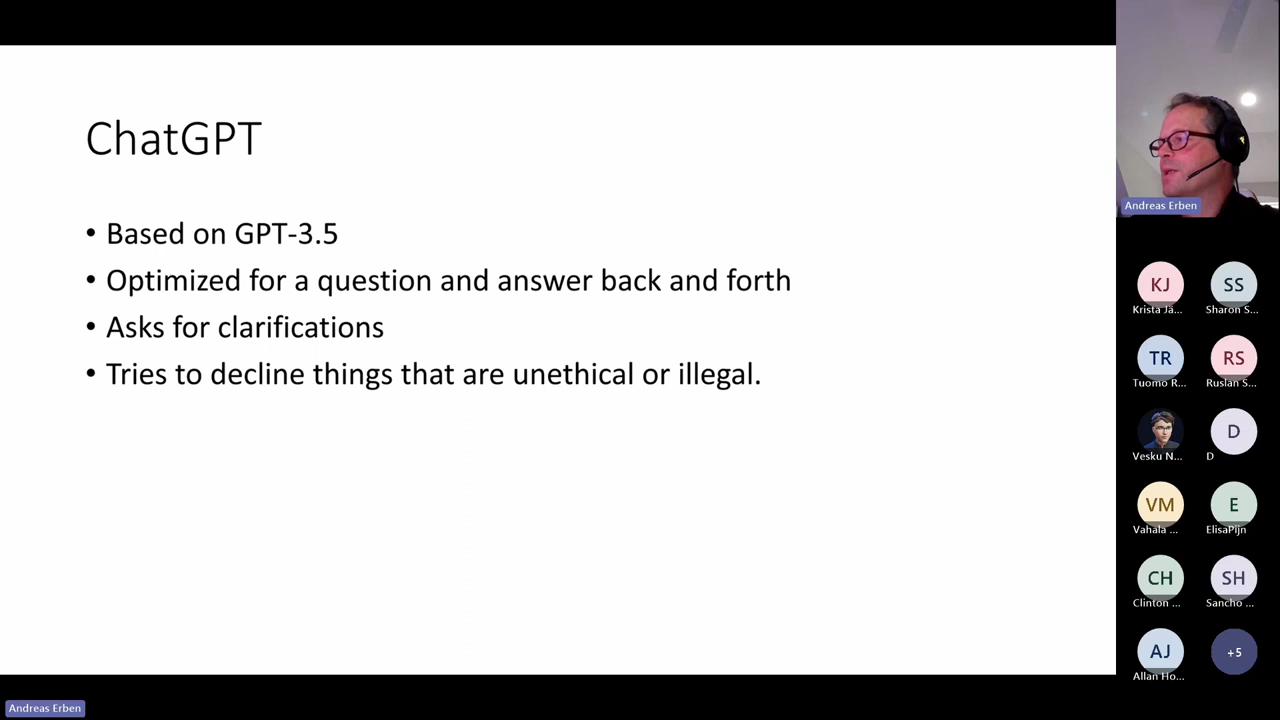 ChatGPT
• Based on GPT-3.5
• Optimized for a question and answer back and forth
• Asks for clarifications
• Tries to decline things that are unethical or illegal.
Andreas Erben
KJ
SS
Krista Jä...
Sharon S...
TR
RS
Tuomo R...
Ruslan S...
D
Vesku N...
D
VM
E
Vahala ...
ElisaPijn
CH
SH
Clinton ...
Sancho ...
AJ
+5
Allan Ho...
Andreas Erben